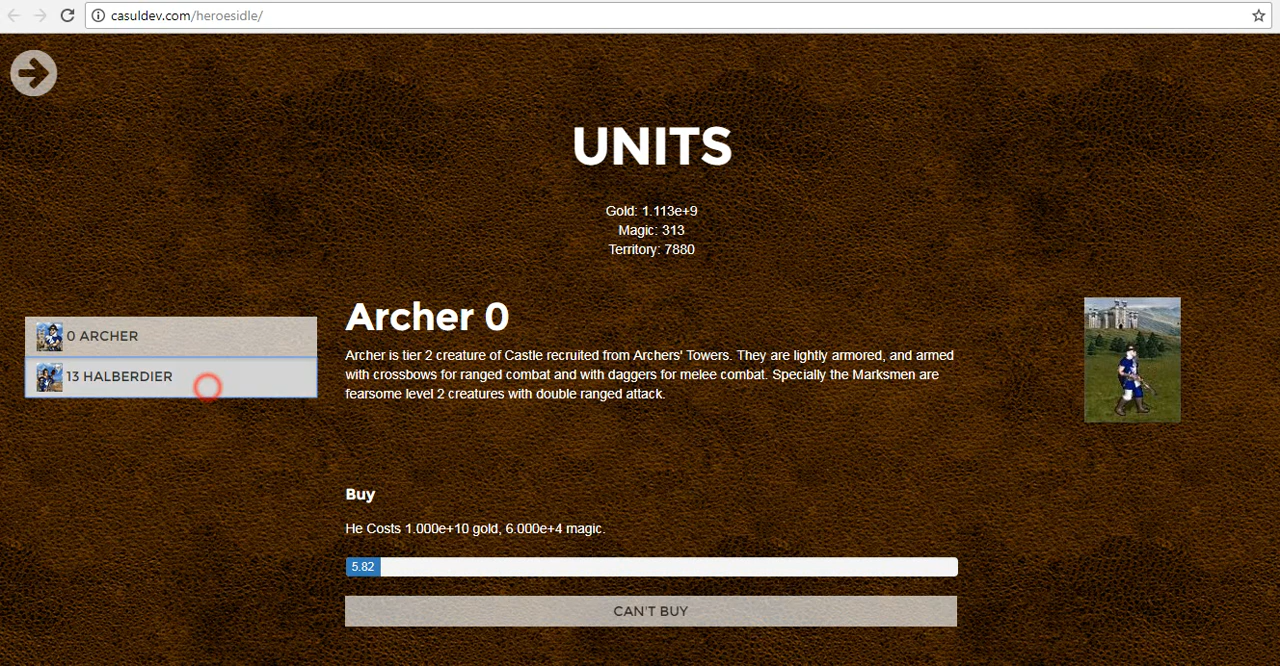 casuldev.com/heroesidle/
UNITS
Gold: 1.113e+9
Magic: 313
Territory: 7880
0 ARCHER
13 HALBERDIER
Archer 0
Archer is tier 2 creature of Castle recruited from Archers' Towers. They are lightly armored, and armed
with crossbows for ranged combat and with daggers for melee combat. Specially the Marksmen are
fearsome level 2 creatures with double ranged attack.
Buy
He Costs 1.000e+10 gold, 6.000e+4 magic.
5.82
CAN'T BUY